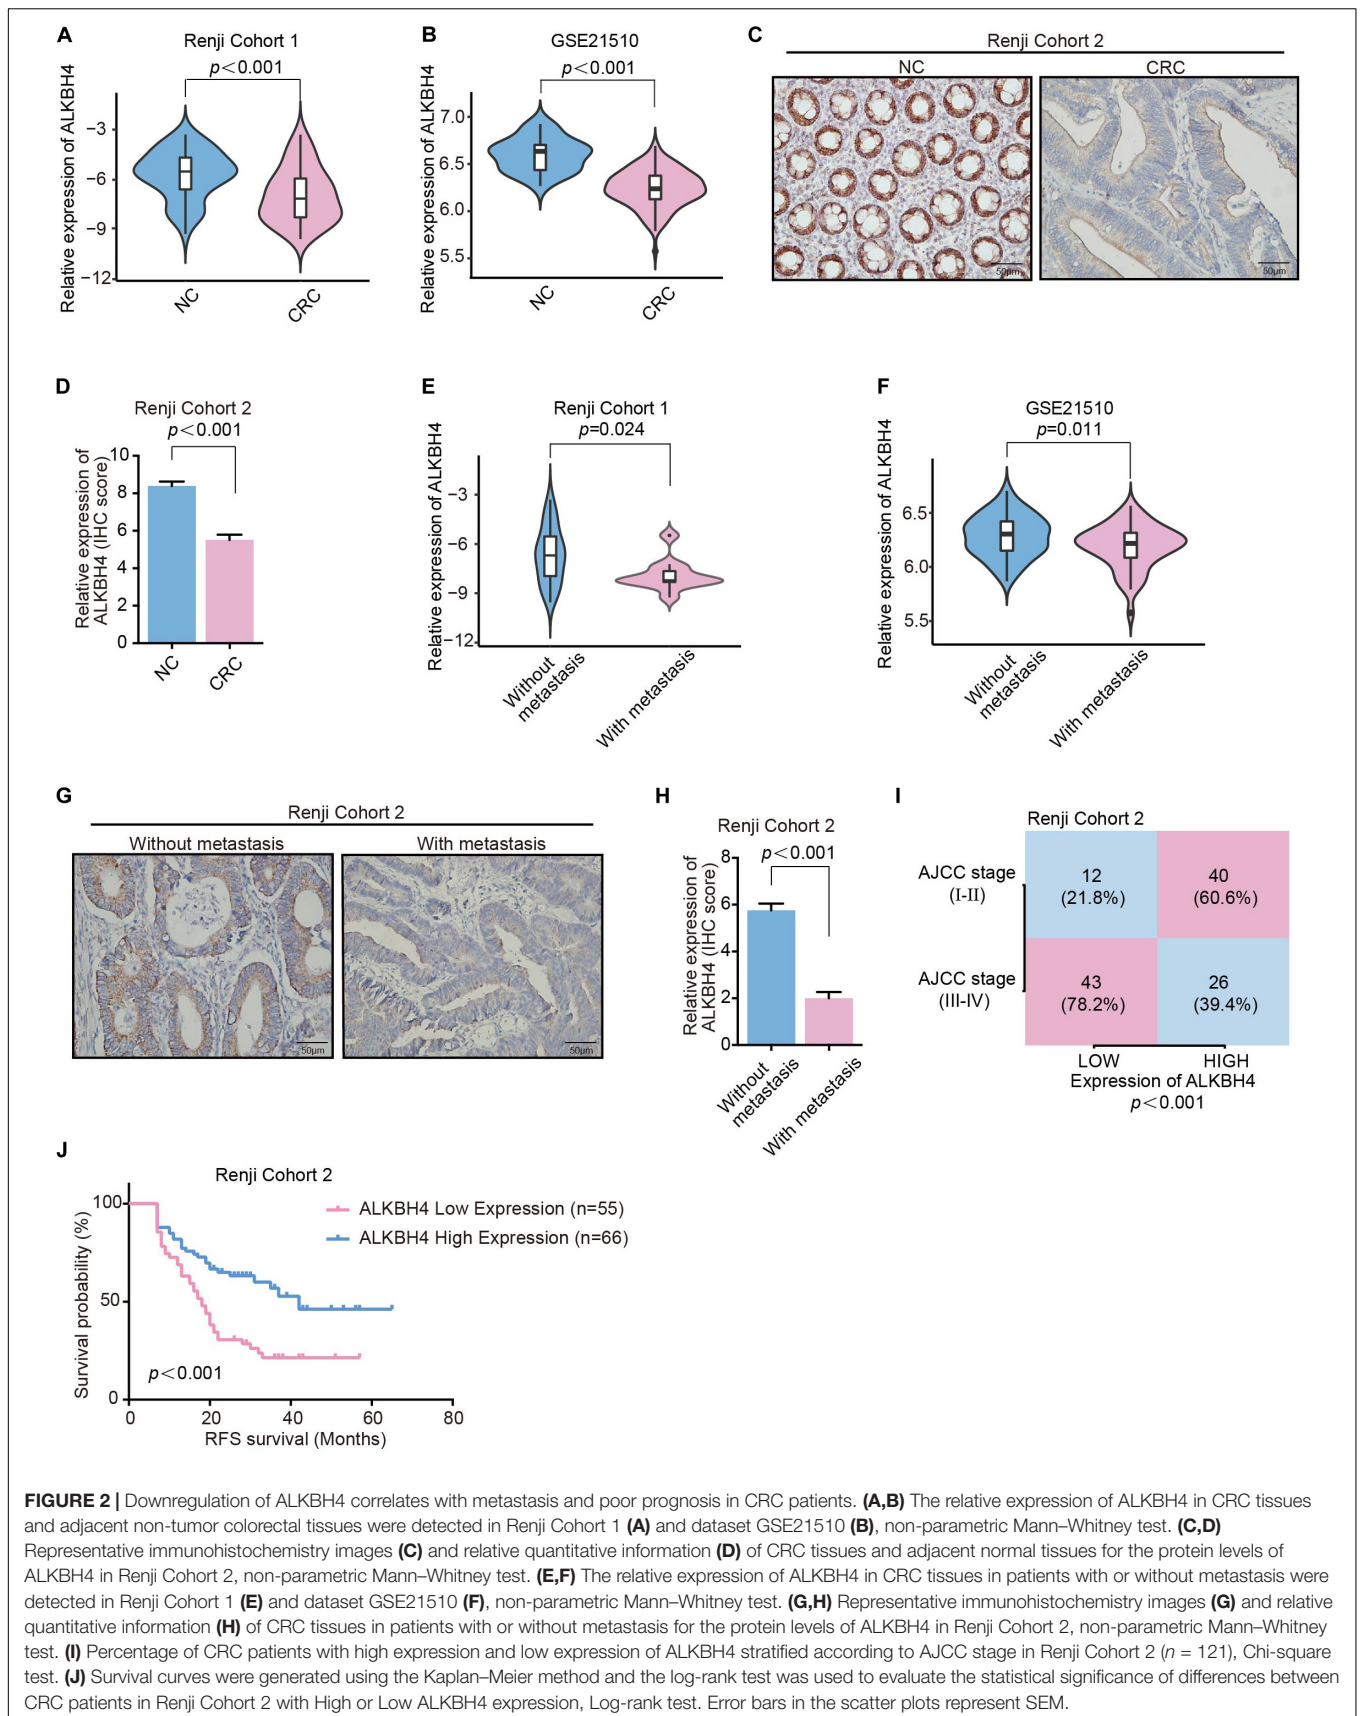 A
Renji Cohort 1
p<0.001
Relative expression of ALKBH4
−3
−6
−9
−12
NC
CRC
B
GSE21510
p<0.001
Relative expression of ALKBH4
7.0
6.5
6.0
5.5
NC
CRC
C
Renji Cohort 2
NC
CRC
50μm
50μm
D
Renji Cohort 2
p<0.001
Relative expression of
ALKBH4 (IHC score)
10
8
6
4
2
0
NC
CRC
E
Renji Cohort 1
p=0.024
Relative expression of ALKBH4
−3
−6
−9
−12
Without
metastasis
With metastasis
F
GSE21510
p=0.011
Relative expression of ALKBH4
6.5
6.0
5.5
Without
metastasis
With metastasis
G
Renji Cohort 2
Without metastasis
With metastasis
50μm
50μm
H
Renji Cohort 2
p<0.001
Relative expression of
ALKBH4 (IHC score)
8
6
4
2
0
Without
metastasis
With metastasis
I
Renji Cohort 2
AJCC stage
(I-II)
12
(21.8%)
40
(60.6%)
AJCC stage
(III-IV)
43
(78.2%)
26
(39.4%)
LOW
HIGH
Expression of ALKBH4
p<0.001
J
Renji Cohort 2
ALKBH4 Low Expression (n=55)
ALKBH4 High Expression (n=66)
Survival probability (%)
100
50
0
p<0.001
0
20
40
60
80
RFS survival (Months)
FIGURE 2 | Downregulation of ALKBH4 correlates with metastasis and poor prognosis in CRC patients. (A,B) The relative expression of ALKBH4 in CRC tissues
and adjacent non-tumor colorectal tissues were detected in Renji Cohort 1 (A) and dataset GSE21510 (B), non-parametric Mann–Whitney test. (C,D)
Representative immunohistochemistry images (C) and relative quantitative information (D) of CRC tissues and adjacent normal tissues for the protein levels of
ALKBH4 in Renji Cohort 2, non-parametric Mann–Whitney test. (E,F) The relative expression of ALKBH4 in CRC tissues in patients with or without metastasis were
detected in Renji Cohort 1 (E) and dataset GSE21510 (F), non-parametric Mann–Whitney test. (G,H) Representative immunohistochemistry images (G) and relative
quantitative information (H) of CRC tissues in patients with or without metastasis for the protein levels of ALKBH4 in Renji Cohort 2, non-parametric Mann–Whitney
test. (I) Percentage of CRC patients with high expression and low expression of ALKBH4 stratified according to AJCC stage in Renji Cohort 2 (n = 121), Chi-square
test. (J) Survival curves were generated using the Kaplan–Meier method and the log-rank test was used to evaluate the statistical significance of differences between
CRC patients in Renji Cohort 2 with High or Low ALKBH4 expression, Log-rank test. Error bars in the scatter plots represent SEM.